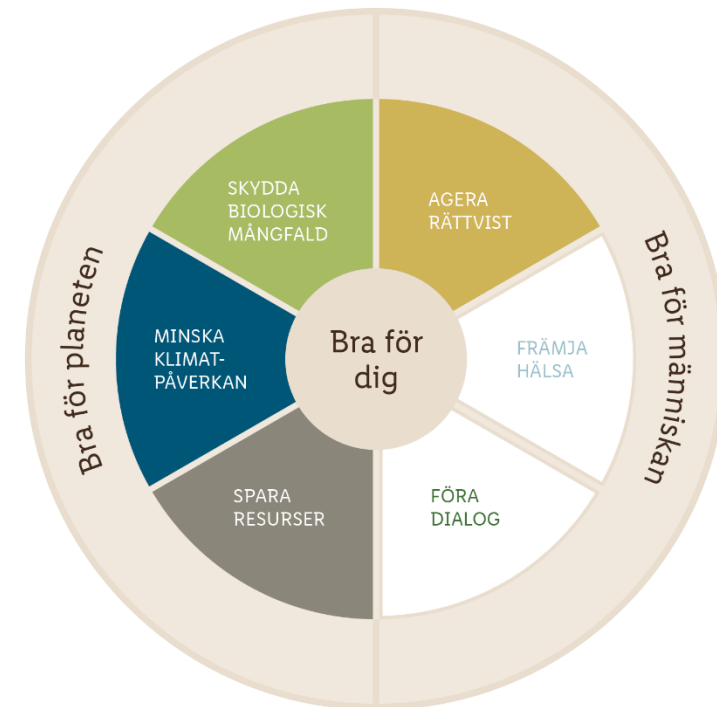 SKYDDA
BIOLOGISK
MÅNGFALD
AGERA
RÄTTVIST
Bra för planeten
MINSKA
KLIMAT-
PÅVERKAN
Bra för
dig
FRÄMJA
HÄLSA
Bra för människan
SPARA
RESURSER
FÖRA
DIALOG